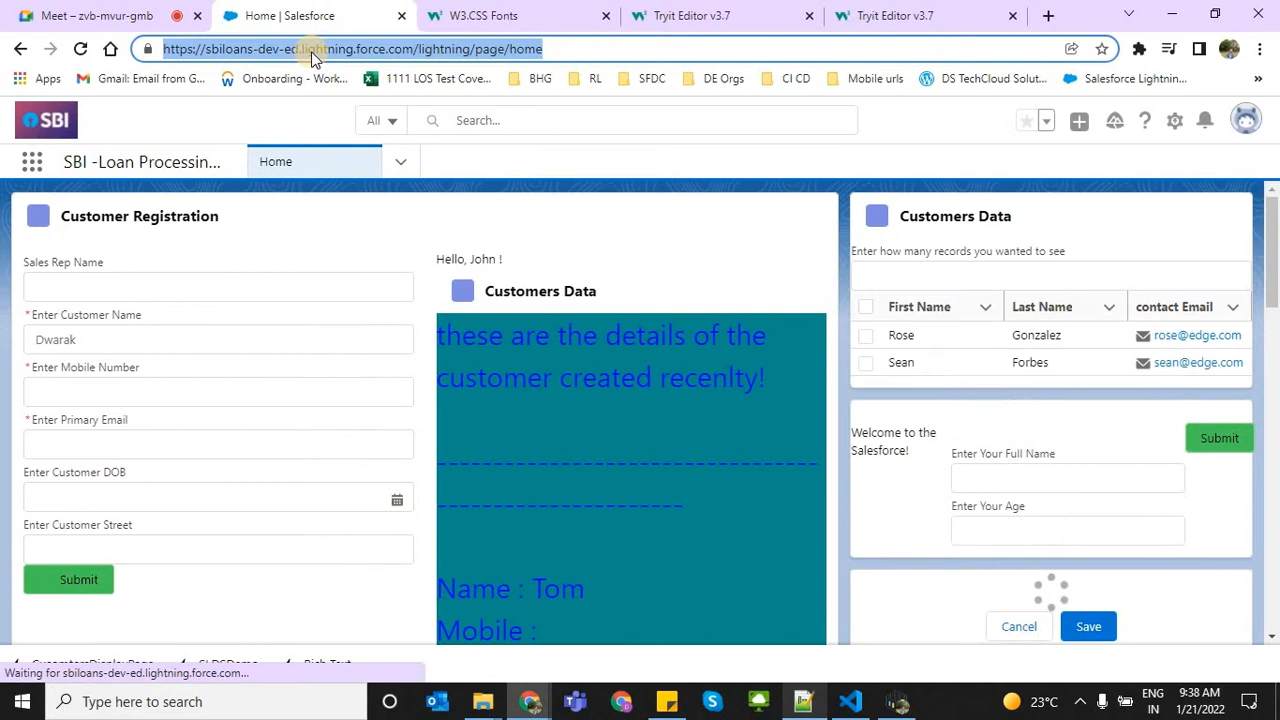 Meet – zvb-mvur-gmb
Home | Salesforce
W3.CSS Fonts
Tryit Editor v3.7
Tryit Editor v3.7
https://sbiloans-dev-ed.lightning.force.com/lightning/page/home
Apps
Gmail: Email from G...
Onboarding - Work...
1111 LOS Test Cove...
BHG
RL
SFDC
DE Orgs
CI CD
Mobile urls
DS TechCloud Solut...
Salesforce Lightnin...
SBI
All
Search...
SBI -Loan Processin...
Home
Customer Registration
Sales Rep Name
*Enter Customer Name
Dwarak
*Enter Mobile Number
*Enter Primary Email
Enter Customer DOB
Enter Customer Street
Submit
Hello, John !
Customers Data
these are the details of the
customer created recenlty!
--------------------------------
---------------------
Name : Tom
Mobile :
Customers Data
Enter how many records you wanted to see
First Name Last Name contact Email
Rose Gonzalez rose@edge.com
Sean Forbes sean@edge.com
Welcome to the
Salesforce!
Submit
Enter Your Full Name
Enter Your Age
Cancel
Save
Waiting for sbiloans-dev-ed.lightning.force.com...
Type here to search
23°C
ENG
IN
9:38 AM
1/21/2022